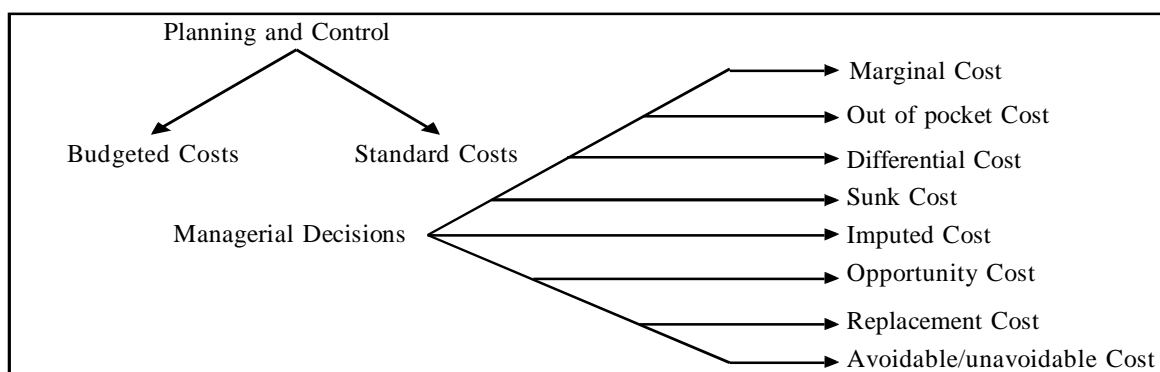 Planning and Control
Budgeted Costs
Standard Costs
Managerial Decisions
Marginal Cost
Out of pocket Cost
Differential Cost
Sunk Cost
Imputed Cost
Opportunity Cost
Replacement Cost
Avoidable/unavoidable Cost